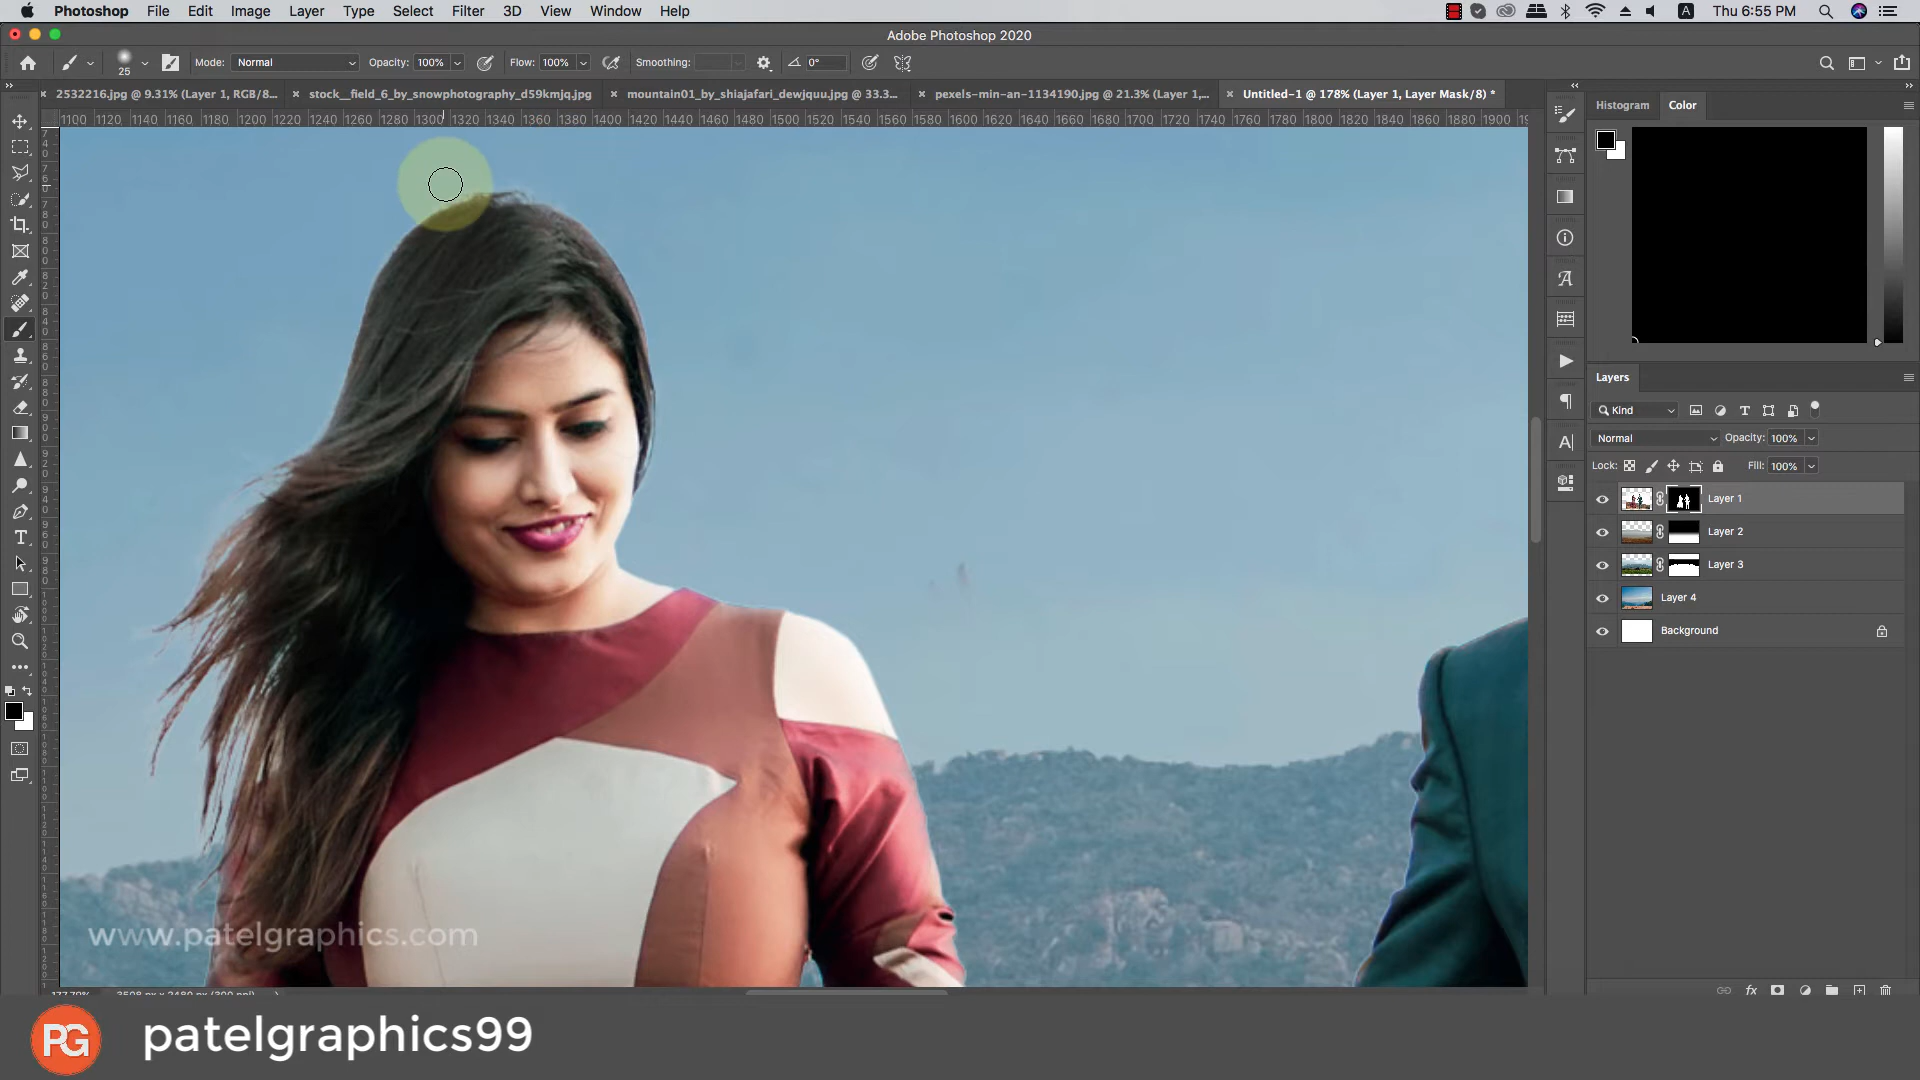 Photoshop File Edit Image Layer Type Select Filter 3D View Window Help
A Thu 6:55 PM
Adobe Photoshop 2020
25 Mode: Normal Opacity: 100% Flow: 100% Smoothing: 0°
2532216.jpg @ 9.31% (Layer 1, RGB/8... stock__field_6_by_snowphotography_d59kmjq.jpg mountain01_by_shiajafari_dewjquu.jpg @ 33.3... pexels-min-an-1134190.jpg @ 21.3% (Layer 1,... Untitled-1 @ 178% (Layer 1, Layer Mask/8) *
1100 1120 1140 1160 1180 1200 1220 1240 1260 1280 1300 1320 1340 1360 1380 1400 1420 1440 1460 1480 1500 1520 1540 1560 1580 1600 1620 1640 1660 1680 1700 1720 1740 1760 1780 1800 1820 1840 1860 1880 1900
Histogram Color
Layers
Kind
Normal Opacity: 100%
Lock: Fill: 100%
Layer 1
Layer 2
Layer 3
Layer 4
Background
www.patelgraphics.com
PG patelgraphics99